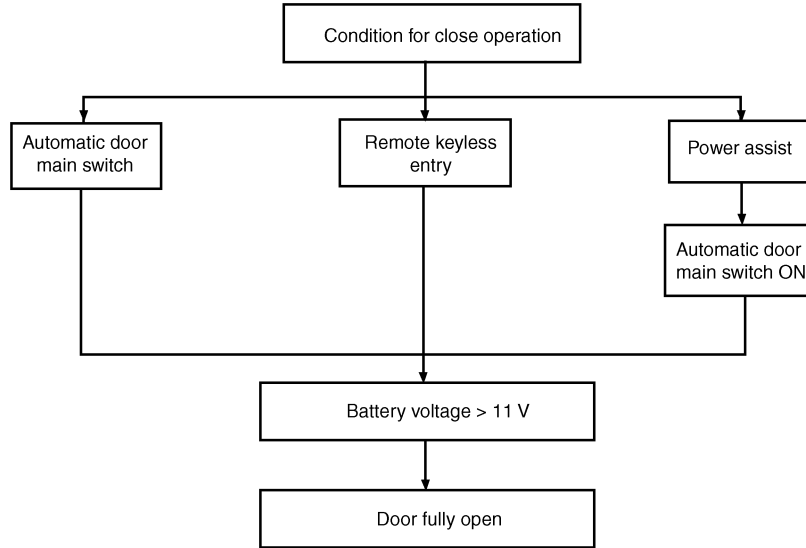 Condition for close operation
Automatic door
main switch
Remote keyless
entry
Power assist
Automatic door
main switch ON
Battery voltage > 11 V
Door fully open